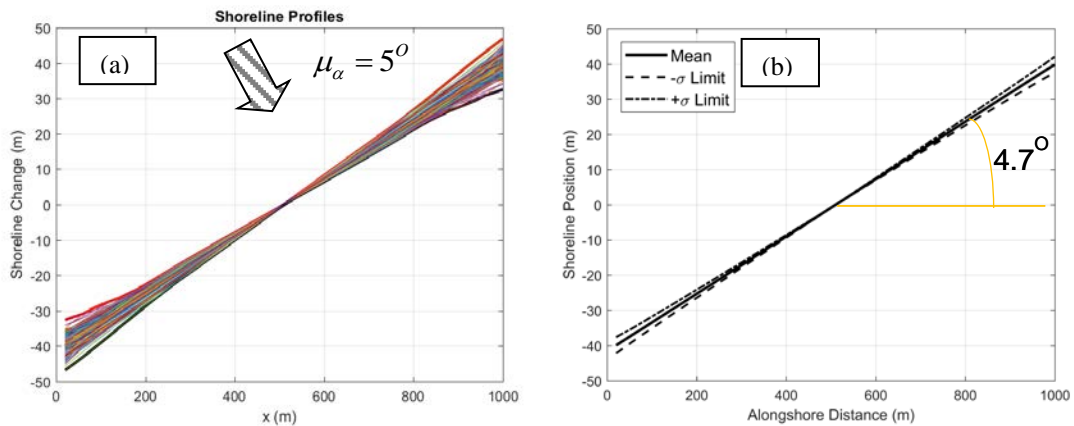 Shoreline Profiles
(a)
μα = 5O
Shoreline Change (m)
50
40
30
20
10
0
-10
-20
-30
-40
-50
0
200
400
600
800
1000
x (m)
(b)
Mean
-σ Limit
+σ Limit
4.7O
Shoreline Position (m)
50
40
30
20
10
0
-10
-20
-30
-40
-50
0
200
400
600
800
1000
Alongshore Distance (m)